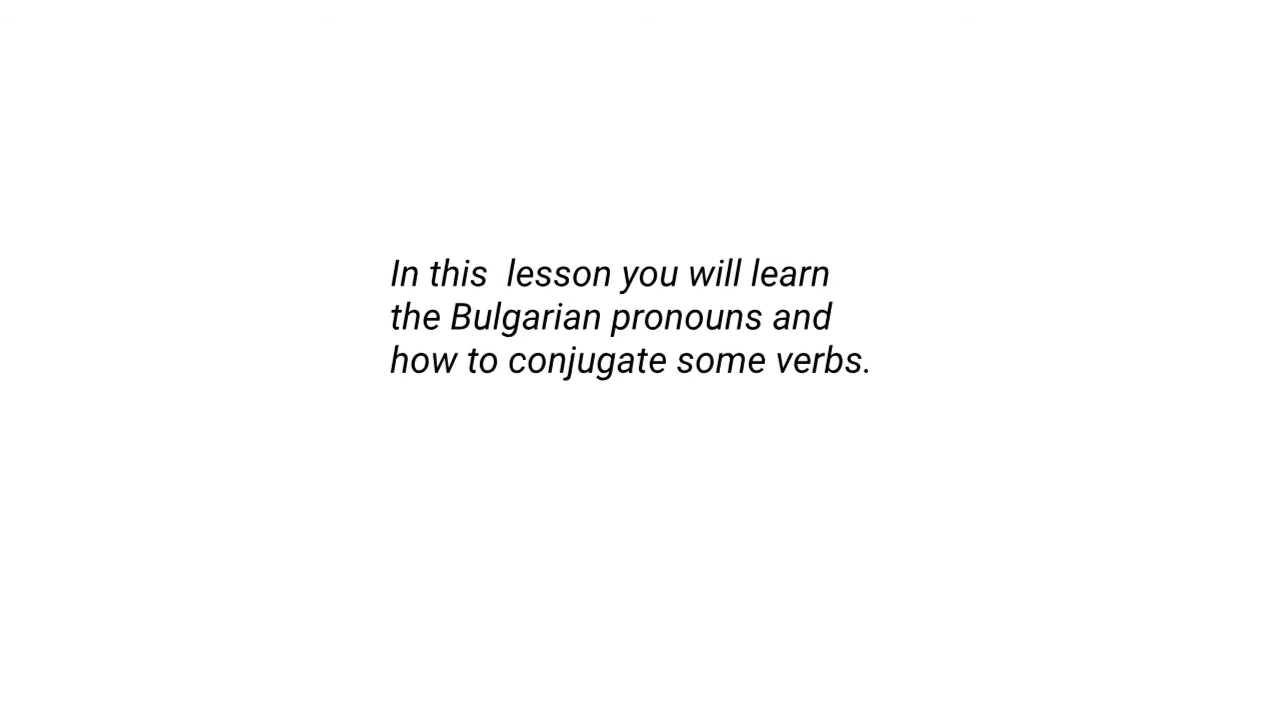 In this  lesson you will learn
the Bulgarian pronouns and
how to conjugate some verbs.